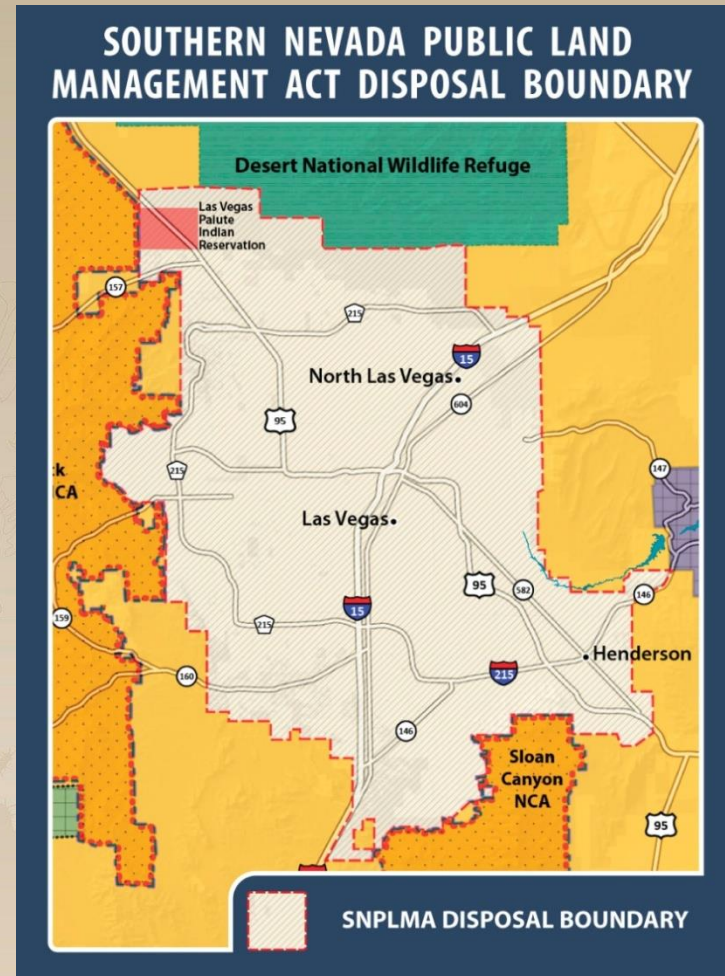 SOUTHERN NEVADA PUBLIC LAND
MANAGEMENT ACT DISPOSAL BOUNDARY
Desert National Wildlife Refuge
Las Vegas
Paiute
Indian
Reservation
157
215
15
North Las Vegas
604
95
215
147
CA
Las Vegas
95
582
146
15
159
215
Henderson
215
160
146
Sloan
Canyon
NCA
95
SNPLMA DISPOSAL BOUNDARY